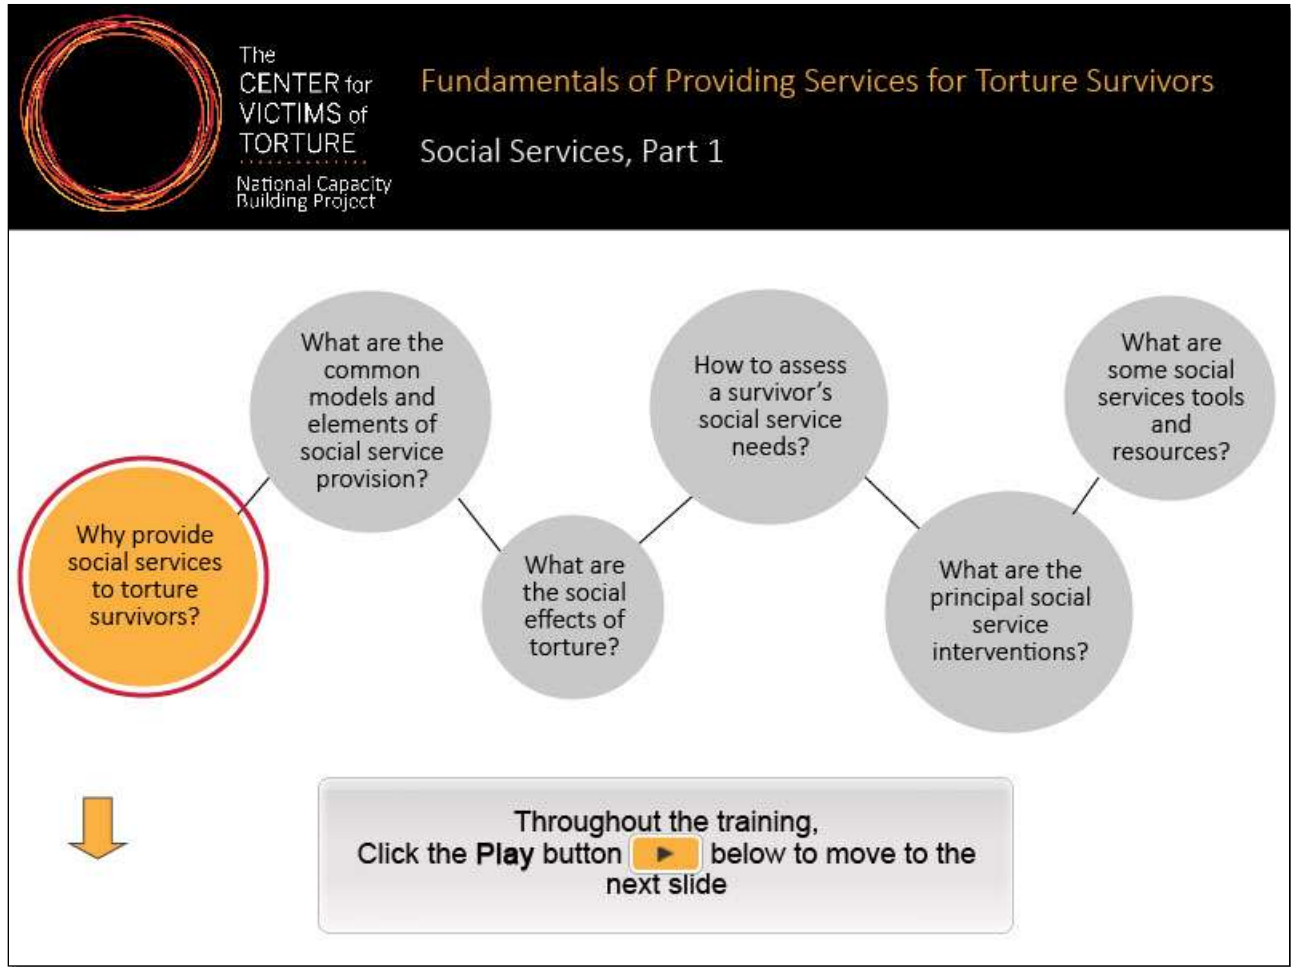 The
CENTER for
VICTIMS of
TORTURE
National Capacity
Building Project
Fundamentals of Providing Services for Torture Survivors
Social Services, Part 1
Why provide
social services
to torture
survivors?
What are the
common
models and
elements of
social service
provision?
What are
the social
effects of
torture?
How to assess
a survivor's
social service
needs?
What are the
principal social
service
interventions?
What are
some social
services tools
and
resources?
Throughout the training,
Click the Play button below to move to the
next slide